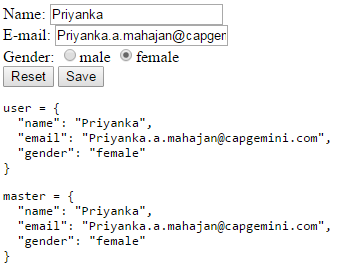 Name: Priyanka
E-mail: Priyanka.a.mahajan@capgen
Gender: male female
Reset Save
user = {
  "name": "Priyanka",
  "email": "Priyanka.a.mahajan@capgemini.com",
  "gender": "female"
}
master = {
  "name": "Priyanka",
  "email": "Priyanka.a.mahajan@capgemini.com",
  "gender": "female"
}